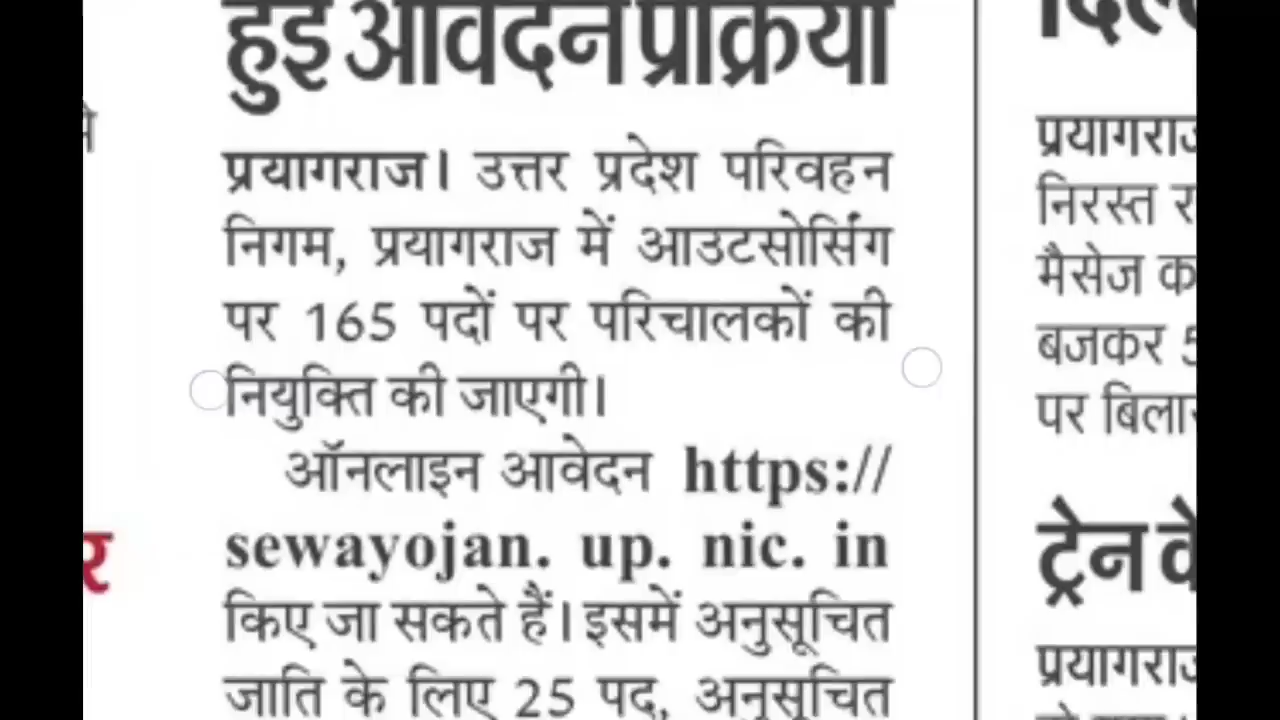 हुई आवेदन प्रक्रिया
प्रयागराज। उत्तर प्रदेश परिवहन
निगम, प्रयागराज में आउटसोर्सिंग
पर 165 पदों पर परिचालकों की
नियुक्ति की जाएगी।
ऑनलाइन आवेदन https://
sewayojan. up. nic. in
किए जा सकते हैं। इसमें अनुसूचित
जाति के लिए 25 पद, अनुसूचित
र
प्रयागराज
निरस्त र
मैसेज क
बजकर 5
पर बिला
ट्रेन के
प्रयागराज